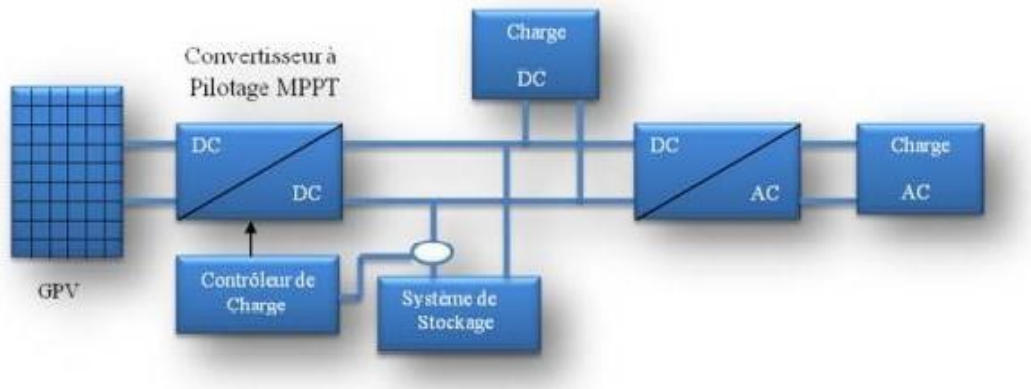 Charge
DC
Convertisseur à
Pilotage MPPT
DC
DC
DC
AC
Charge
AC
GPV
Contrôleur de
Charge
Système de
Stockage